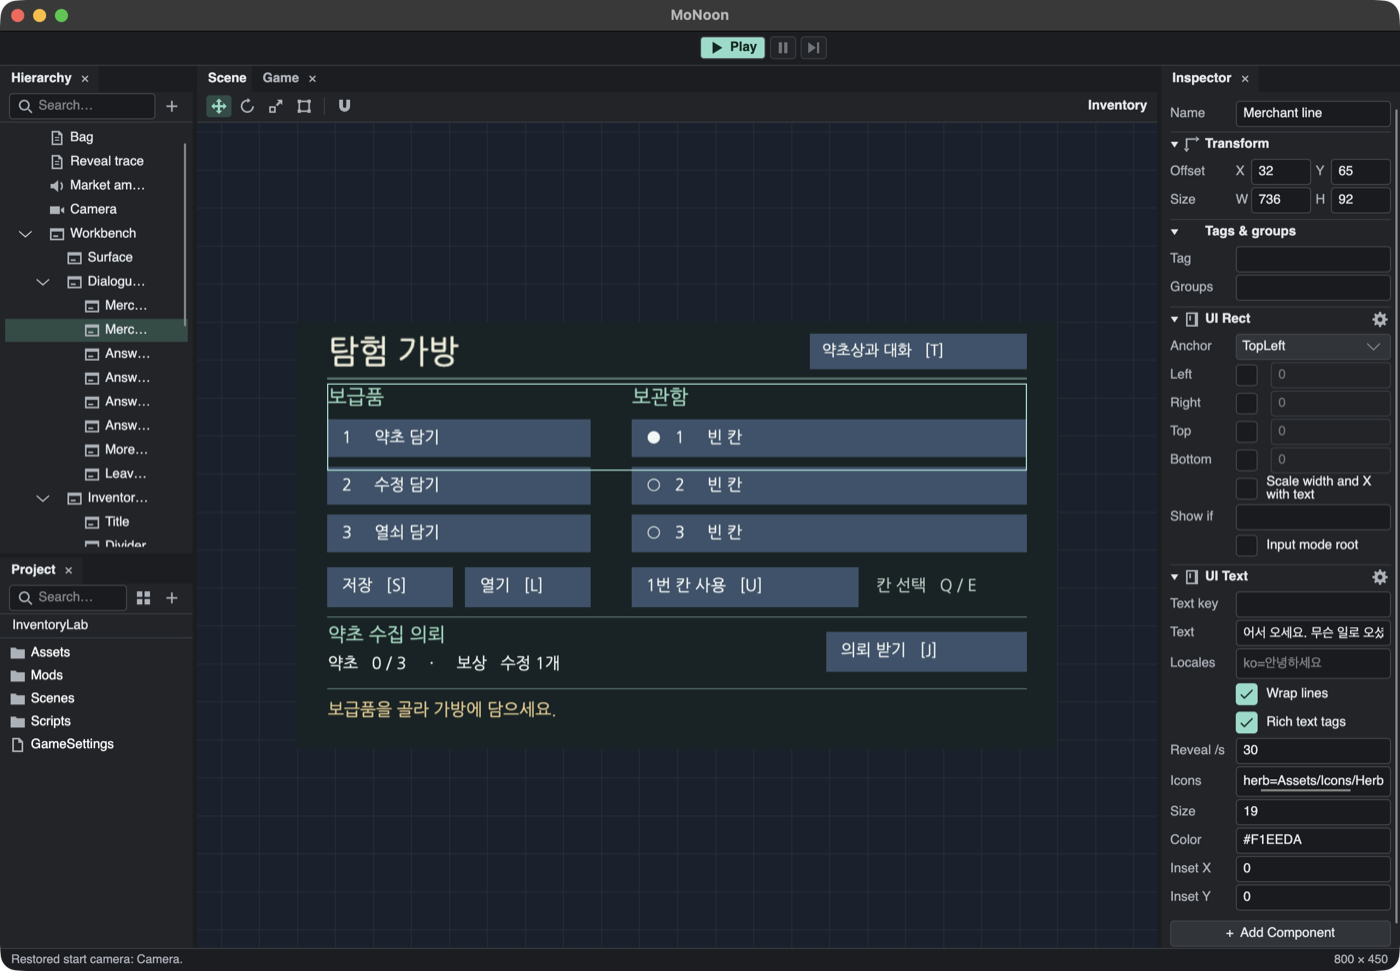 MoNoon
Play
Hierarchy ×
Search...
Bag
Reveal trace
Market am...
Camera
Workbench
Surface
Dialogu...
Merc...
Merc...
Answ...
Answ...
Answ...
Answ...
More...
Leav...
Inventor...
Title
Divider
Project ×
Search...
InventoryLab
Assets
Mods
Scenes
Scripts
GameSettings
Scene Game ×
Inventory
탐험 가방
약초상과 대화 [T]
보급품
보관함
1 약초 담기
1 빈 칸
2 수정 담기
2 빈 칸
3 열쇠 담기
3 빈 칸
저장 [S]
열기 [L]
1번 칸 사용 [U]
칸 선택 Q / E
약초 수집 의뢰
약초 0 / 3 · 보상 수정 1개
의뢰 받기 [J]
보급품을 골라 가방에 담으세요.
Inspector ×
Name Merchant line
Transform
Offset X 32 Y 65
Size W 736 H 92
Tags & groups
Tag
Groups
UI Rect
Anchor TopLeft
Left 0
Right 0
Top 0
Bottom 0
Scale width and X
with text
Show if
Input mode root
UI Text
Text key
Text 어서 오세요. 무슨 일로 오셨
Locales ko=안녕하세요
Wrap lines
Rich text tags
Reveal /s 30
Icons herb=Assets/Icons/Herb
Size 19
Color #F1EEDA
Inset X 0
Inset Y 0
+ Add Component
Restored start camera: Camera.
800 × 450